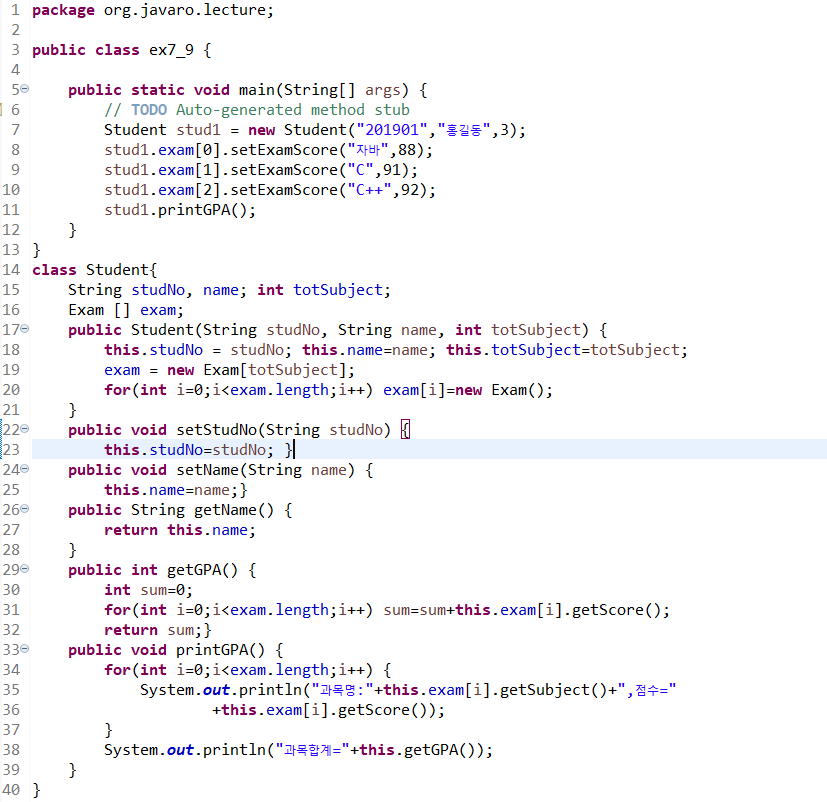 1 package org.javaro.lecture;
2
3 public class ex7_9 {
4
5 public static void main(String[] args) {
6 // TODO Auto-generated method stub
7 Student stud1 = new Student("201901","홍길동",3);
8 stud1.exam[0].setExamScore("자바",88);
9 stud1.exam[1].setExamScore("C",91);
10 stud1.exam[2].setExamScore("C++",92);
11 stud1.printGPA();
12 }
13 }
14 class Student{
15 String studNo, name; int totSubject;
16 Exam [] exam;
17 public Student(String studNo, String name, int totSubject) {
18 this.studNo = studNo; this.name=name; this.totSubject=totSubject;
19 exam = new Exam[totSubject];
20 for(int i=0;i<exam.length;i++) exam[i]=new Exam();
21 }
22 public void setStudNo(String studNo) {
23 this.studNo=studNo; }
24 public void setName(String name) {
25 this.name=name;}
26 public String getName() {
27 return this.name;
28 }
29 public int getGPA() {
30 int sum=0;
31 for(int i=0;i<exam.length;i++) sum=sum+this.exam[i].getScore();
32 return sum;}
33 public void printGPA() {
34 for(int i=0;i<exam.length;i++) {
35 System.out.println("과목명:"+this.exam[i].getSubject()+",점수="
36 +this.exam[i].getScore());
37 }
38 System.out.println("과목합계="+this.getGPA());
39 }
40 }